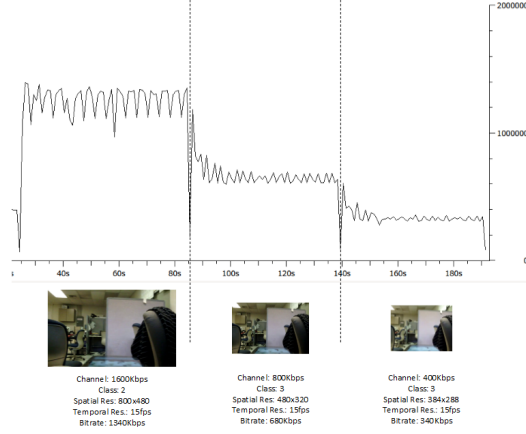 2000000
1000000
0
s 40s 60s 80s 100s 120s 140s 160s 180s
Channel: 1600Kbps
Class: 2
Spatial Res: 800x480
Temporal Res.: 15fps
Bitrate: 1340Kbps
Channel: 800Kbps
Class: 3
Spatial Res: 480x320
Temporal Res.: 15fps
Bitrate: 680Kbps
Channel: 400Kbps
Class: 3
Spatial Res: 384x288
Temporal Res.: 15fps
Bitrate: 340Kbps